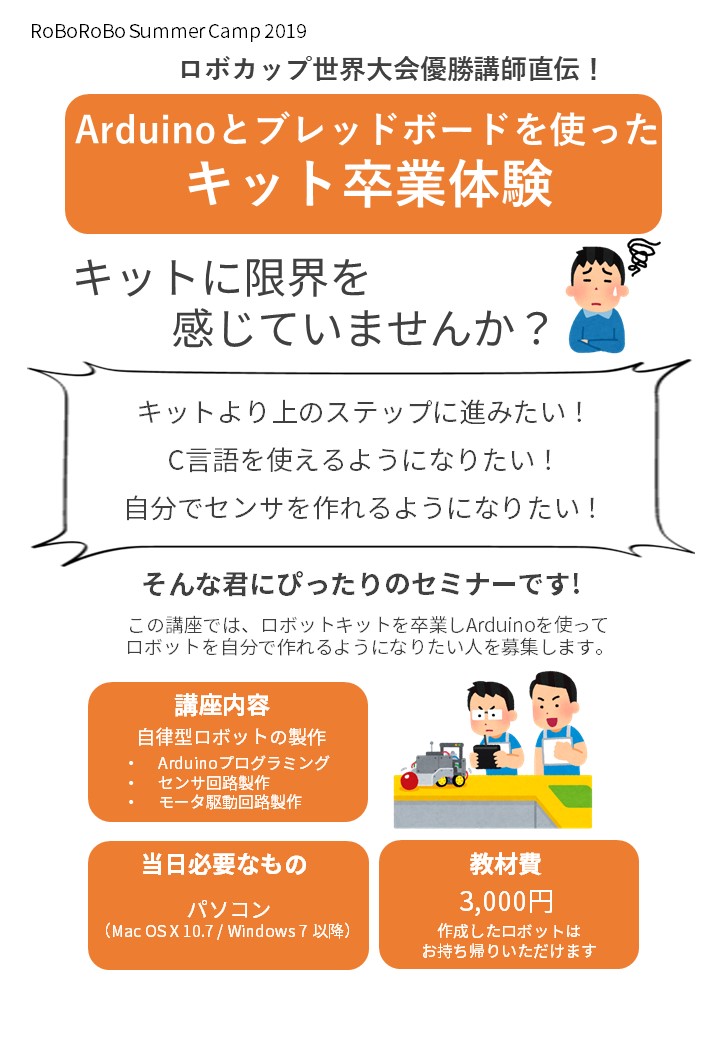 RoBoRoBo Summer Camp 2019
ロボカップ世界大会優勝講師直伝！
Arduinoとブレッドボードを使った
キット卒業体験
キットに限界を
感じていませんか？
キットより上のステップに進みたい！
C言語を使えるようになりたい！
自分でセンサを作れるようになりたい！
そんな君にぴったりのセミナーです!
この講座では、ロボットキットを卒業しArduinoを使って
ロボットを自分で作れるようになりたい人を募集します。
講座内容
自律型ロボットの製作
• Arduinoプログラミング
• センサ回路製作
• モータ駆動回路製作
当日必要なもの
パソコン
（Mac OS X 10.7 / Windows 7 以降）
教材費
3,000円
作成したロボットは
お持ち帰りいただけます